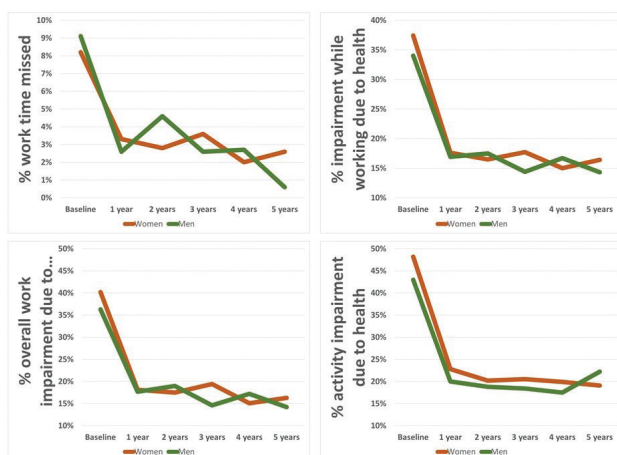 % work time missed
10%
9%
8%
7%
6%
5%
4%
3%
2%
1%
0%
Baseline 1 year 2 years 3 years 4 years 5 years
Women Men
% impairment while
working due to health
40%
35%
30%
25%
20%
15%
10%
Baseline 1 year 2 years 3 years 4 years 5 years
Women Men
% overall work
impairment due to...
50%
45%
40%
35%
30%
25%
20%
15%
10%
Baseline 1 year 2 years 3 years 4 years 5 years
Women Men
% activity impairment
due to health
50%
45%
40%
35%
30%
25%
20%
15%
10%
Baseline 1 year 2 years 3 years 4 years 5 years
Women Men